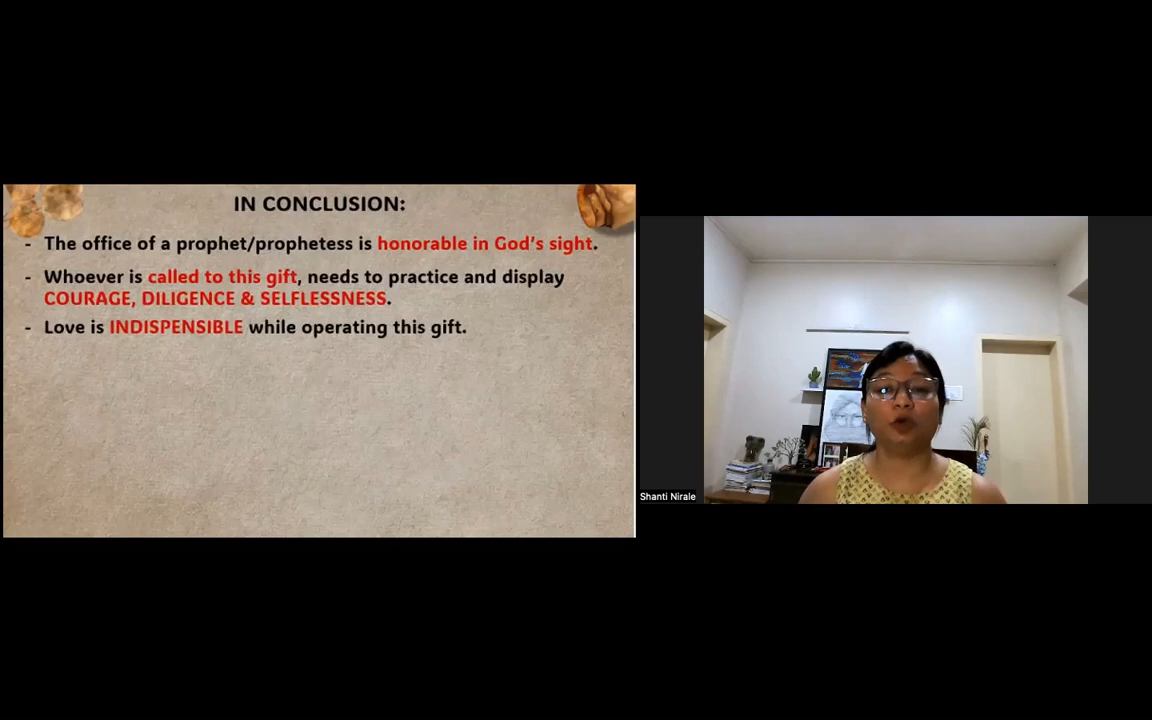 IN CONCLUSION:
- The office of a prophet/prophetess is honorable in God's sight.
- Whoever is called to this gift, needs to practice and display
COURAGE, DILIGENCE & SELFLESSNESS.
- Love is INDISPENSIBLE while operating this gift.
Shanti Nirale